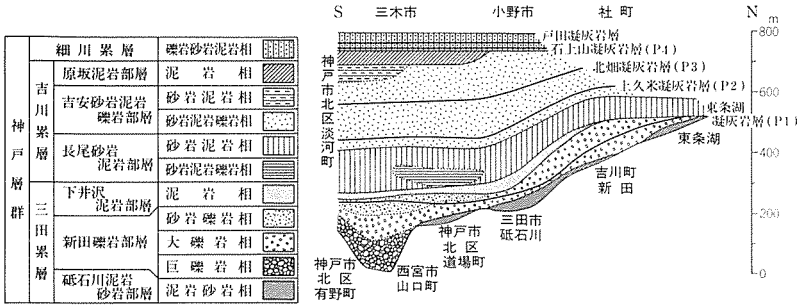 神戸層群
細川累層 礫岩砂岩泥岩相
吉川累層
原坂泥岩部層 泥岩相
吉安砂岩泥岩礫岩部層
砂岩泥岩相
砂岩泥岩礫岩相
長尾砂岩泥岩部層
砂岩泥岩相
砂岩泥岩礫岩相
三田累層
下井沢泥岩部層
泥岩相
新田礫岩部層
砂岩礫岩相
大礫岩相
巨礫岩相
砥石川泥岩砂岩部層
泥岩砂岩相
S 三木市 小野市 社町 N
800
m
600
400
200
0
戸田凝灰岩層
石上山凝灰岩層(P4)
北畑凝灰岩層(P3)
上久米凝灰岩層(P2)
東条湖
凝灰岩層(P1)
神戸市北区淡河町
東条湖
吉川町
新田
三田市
砥石川
神戸市
北区
道場町
西宮市
山口町
神戸市
北区
有野町